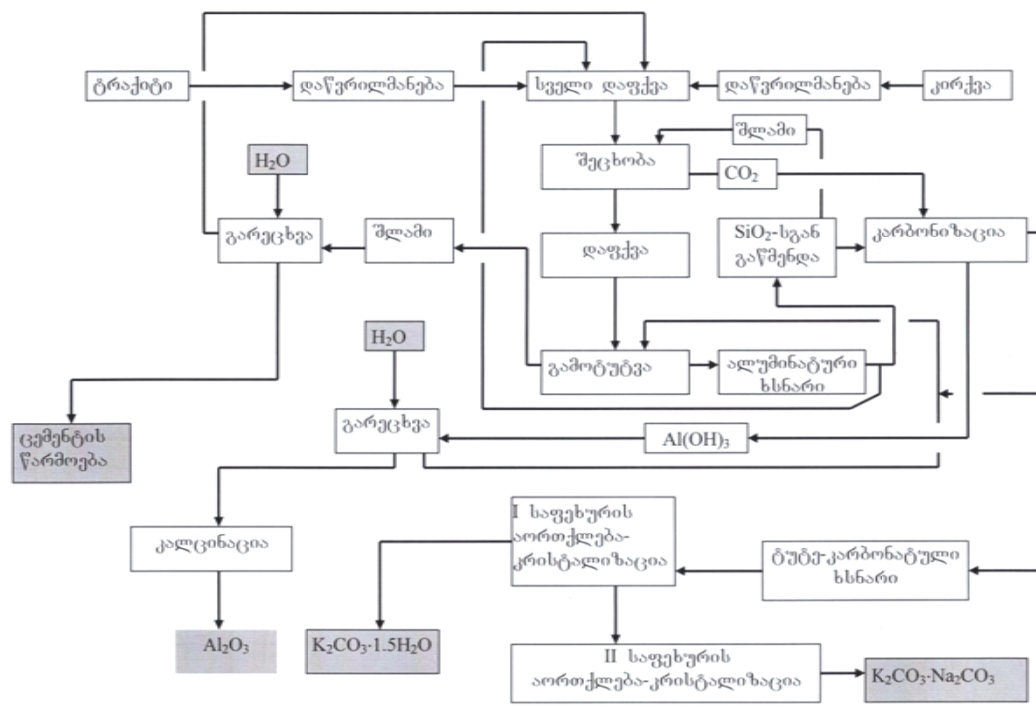 ტრაქიტი
დაწვრილმანება
სველი დაფქვა
დაწვრილმანება
კირქვა
შლამი
H₂O
შეცხობა
CO₂
გარეცხვა
შლამი
დაფქვა
SiO₂-სგან
გაწმენდა
კარბონიზაცია
H₂O
გამოტუტვა
ალუმინატური
ხსნარი
ცემენტის
წარმოება
გარეცხვა
Al(OH)₃
კალცინაცია
I საფეხურის
აორთქლება-
კრისტალიზაცია
ტუტე-კარბონატული
ხსნარი
Al₂O₃
K₂CO₃·1.5H₂O
II საფეხურის
აორთქლება-კრისტალიზაცია
K₂CO₃·Na₂CO₃